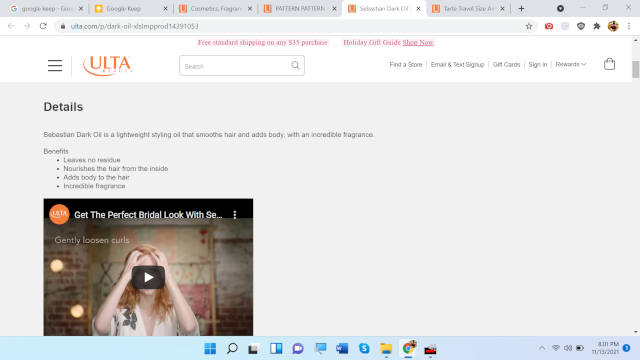 google keep - Goo
Google Keep
Cosmetics, Fragranc
PATTERN PATTERN
Sebastian Dark Oil
Tarte Travel Size Am
ulta.com/p/dark-oil-xlsImpprod14391053
Free standard shipping on any $35 purchase Holiday Gift Guide Shop Now
ULTA
BEAUTY
Search
Find a Store
Email & Text Signup
Gift Cards
Sign In
Rewards
Details
Sebastian Dark Oil is a lightweight styling oil that smooths hair and adds body, with an incredible fragrance.
Benefits
Leaves no residue
Nourishes the hair from the inside
Adds body to the hair
Incredible fragrance
ULTA
Get The Perfect Bridal Look With Se...
Gently loosen curls
8:01 PM
11/13/2021